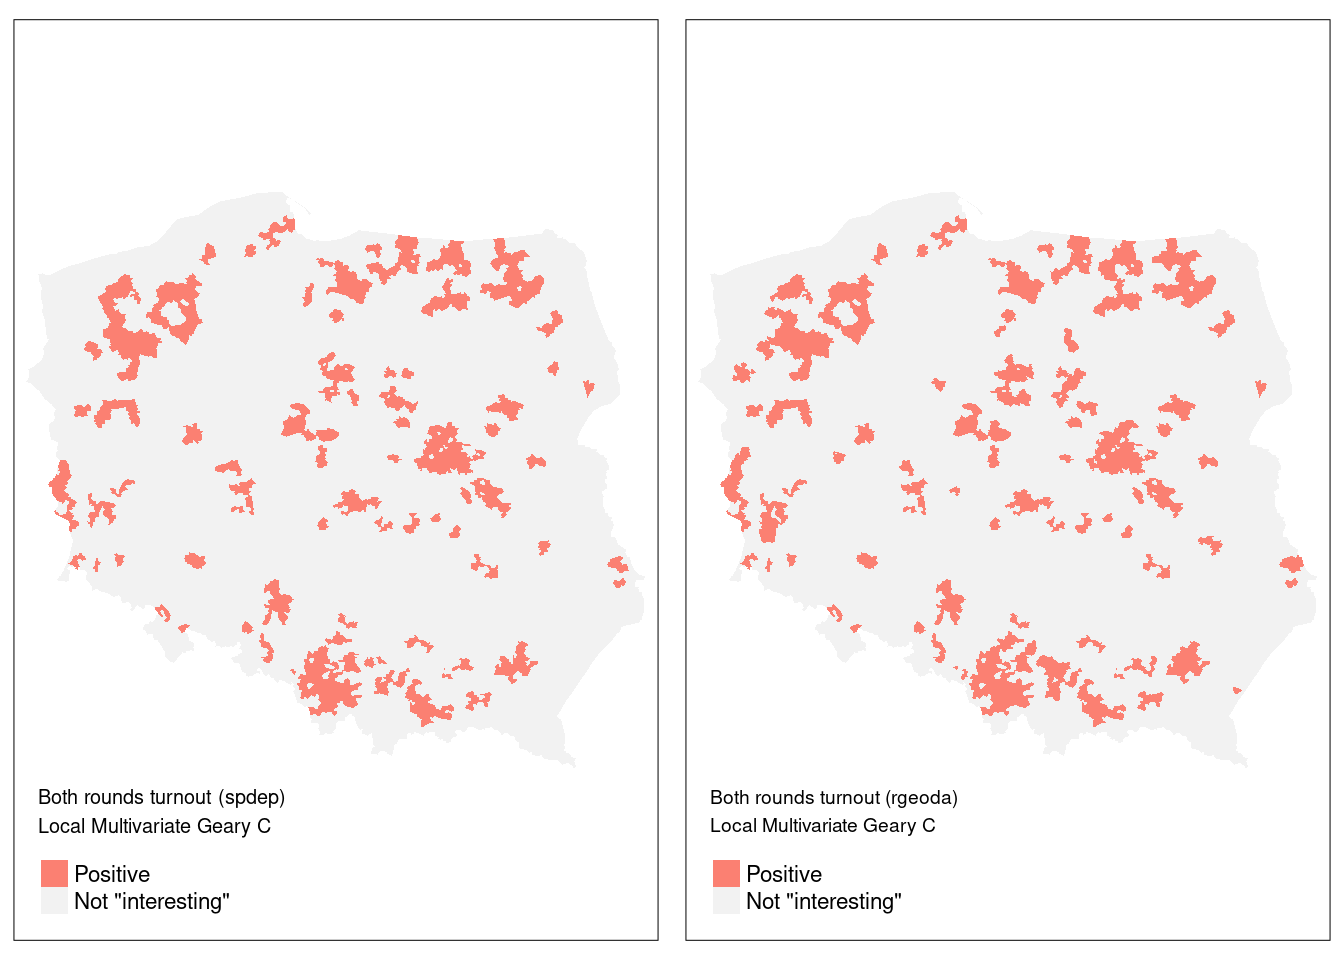 Both rounds turnout (spdep)
Local Multivariate Geary C
Positive
Not "interesting"
Both rounds turnout (rgeoda)
Local Multivariate Geary C
Positive
Not "interesting"